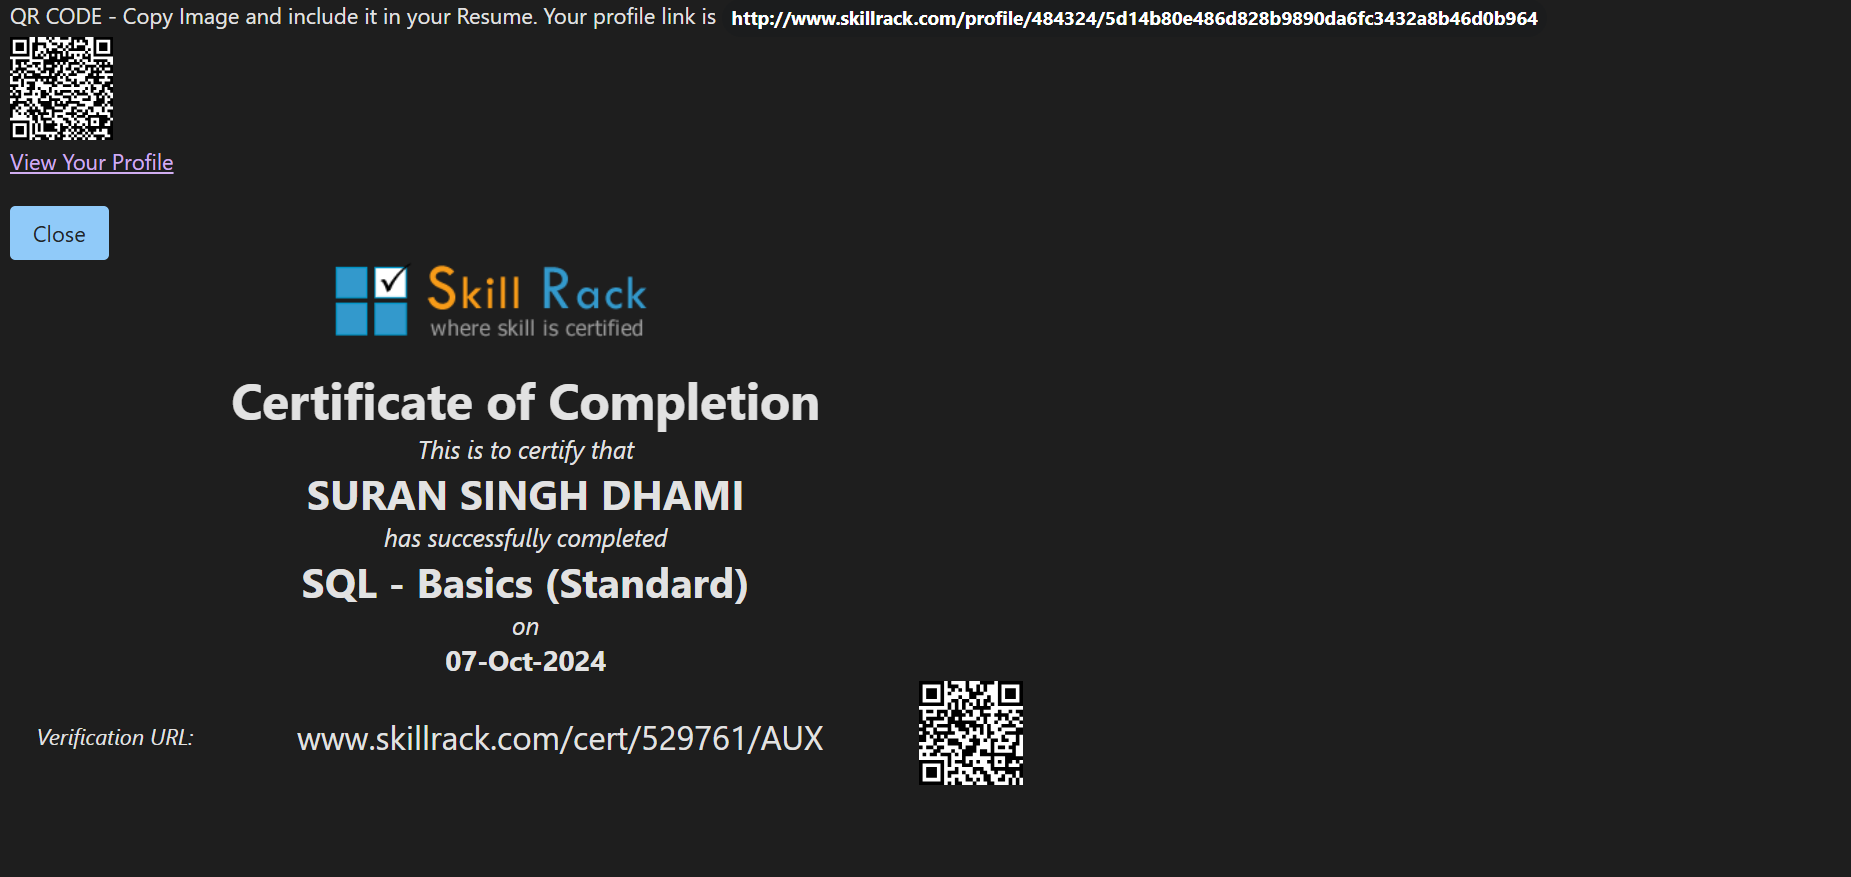 QR CODE - Copy Image and include it in your Resume. Your profile link is http://www.skillrack.com/profile/484324/5d14b80e486d828b9890da6fc3432a8b46d0b964
View Your Profile
Close
Skill Rack
where skill is certified
Certificate of Completion
This is to certify that
SURAN SINGH DHAMI
has successfully completed
SQL - Basics (Standard)
on
07-Oct-2024
Verification URL: www.skillrack.com/cert/529761/AUX